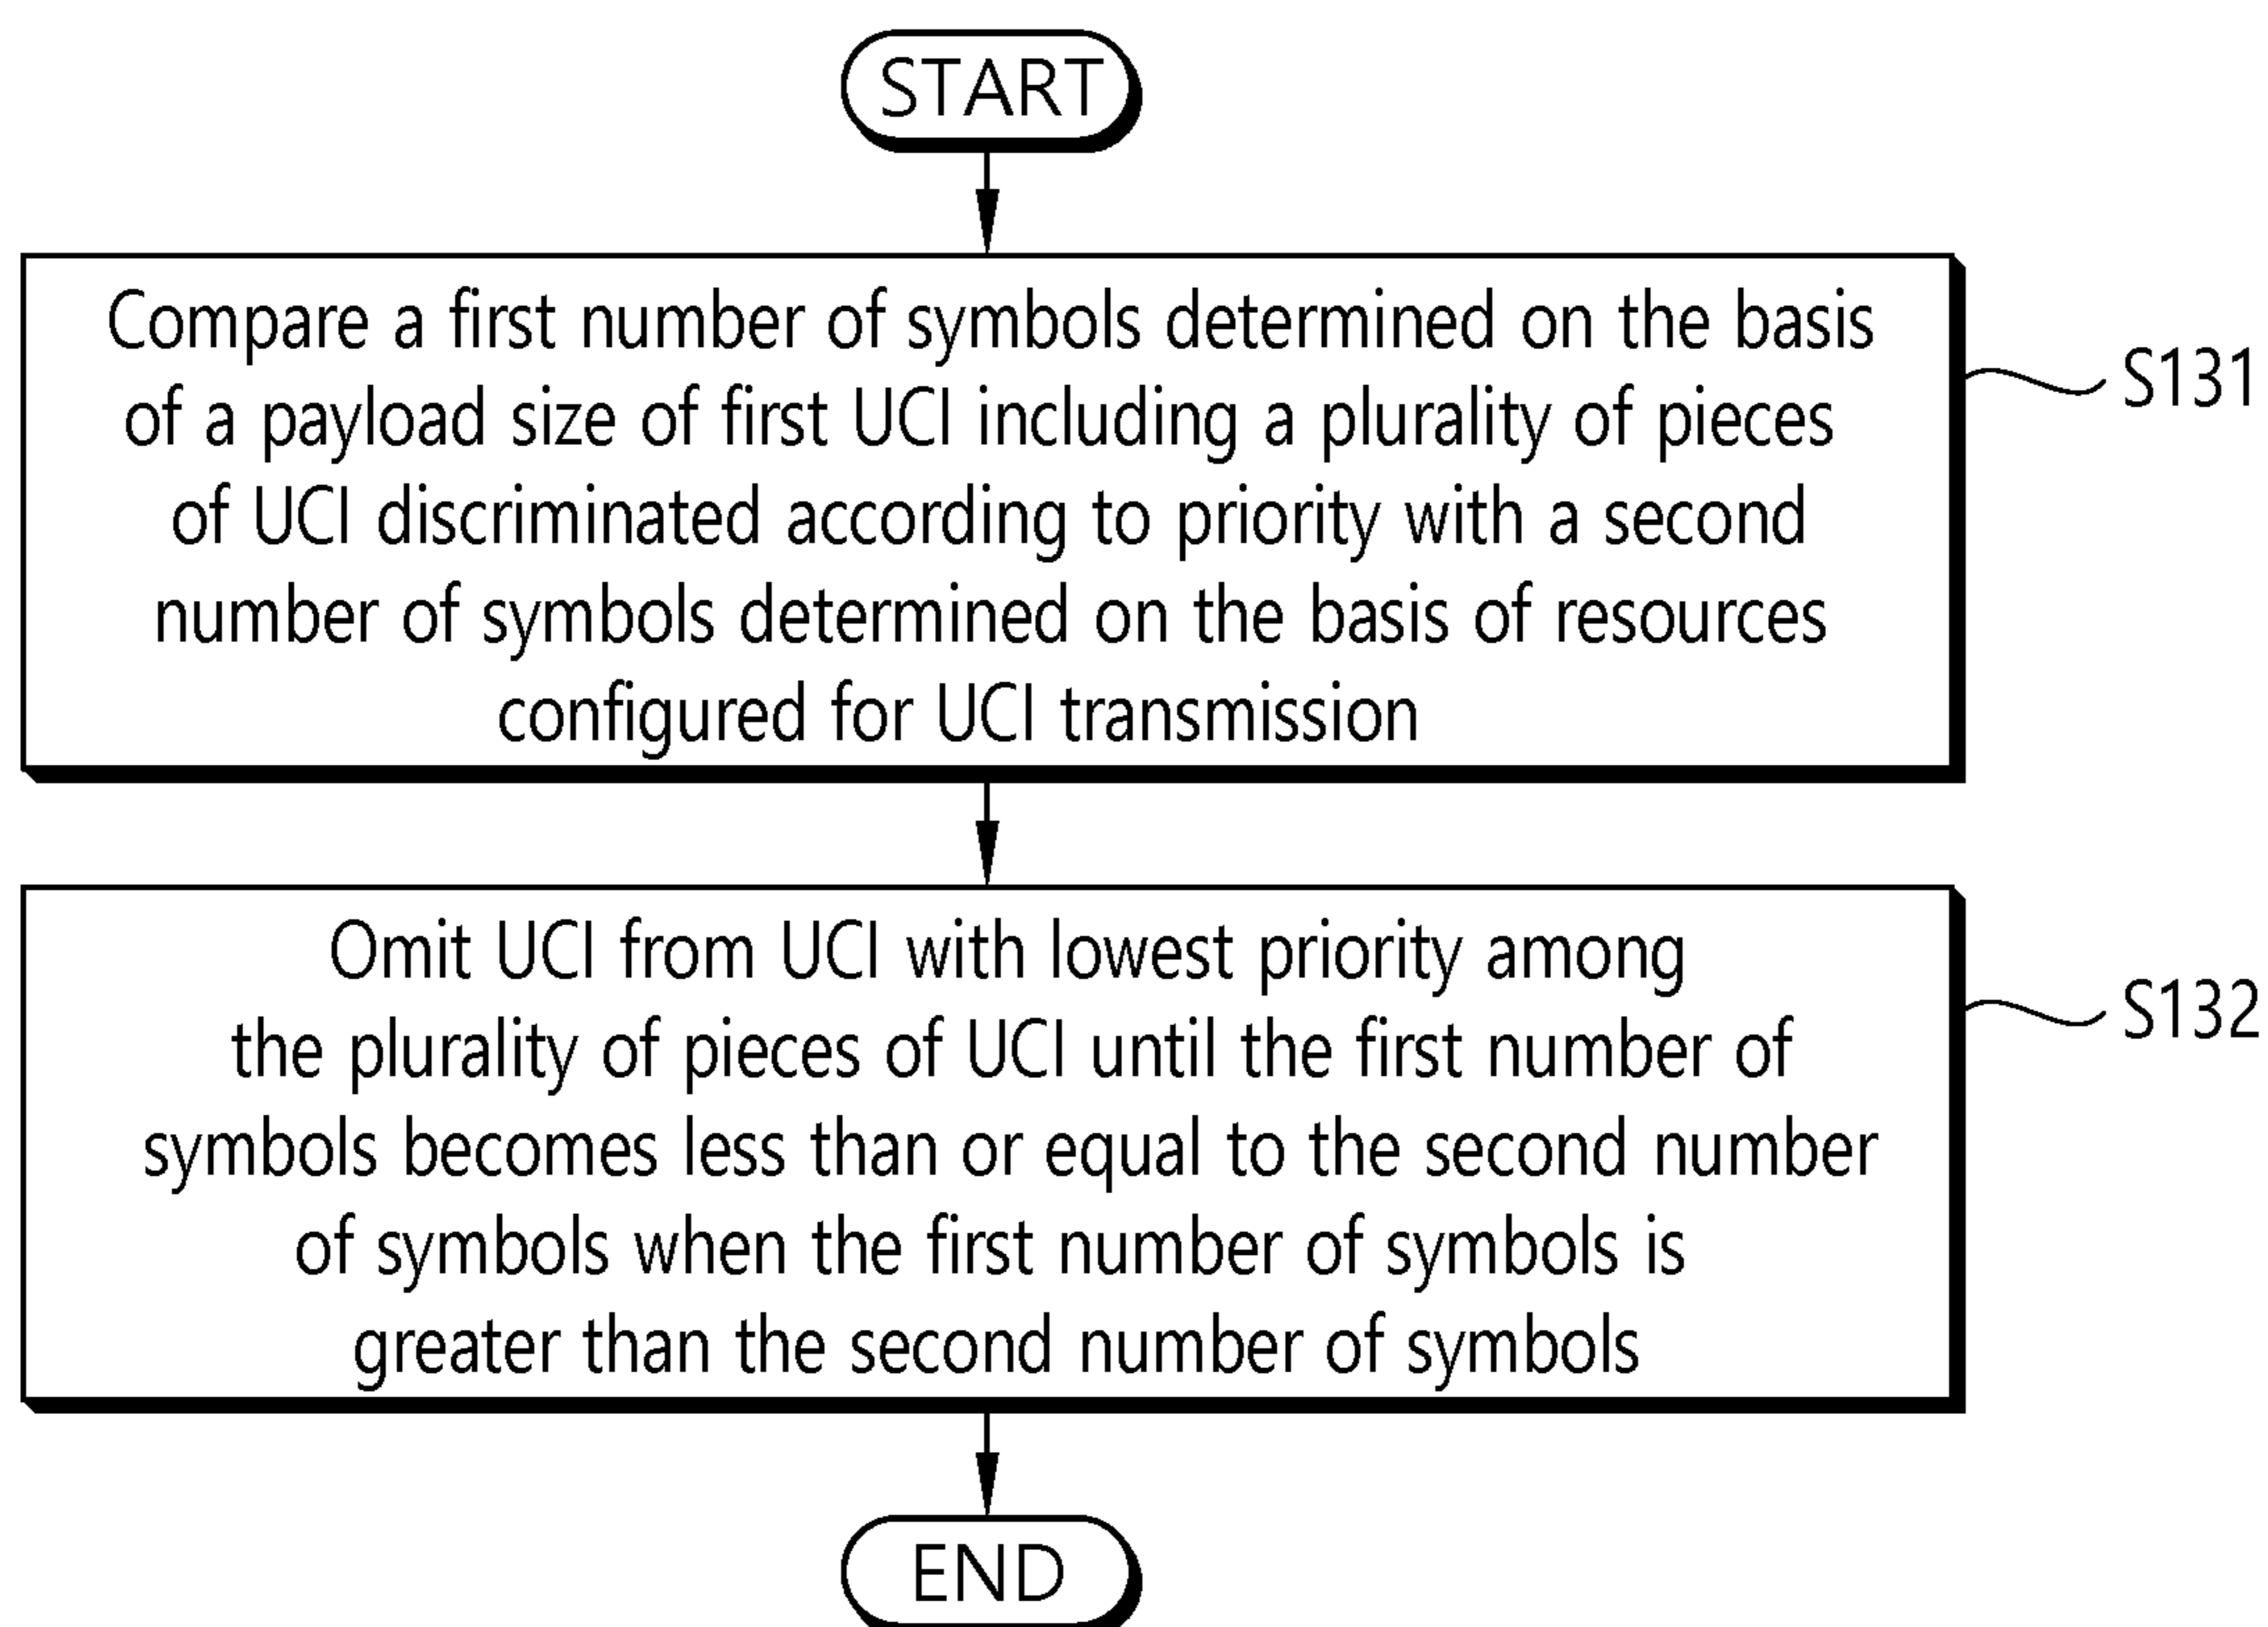 START
Compare a first number of symbols determined on the basis
of a payload size of first UCI including a plurality of pieces
of UCI discriminated according to priority with a second
number of symbols determined on the basis of resources
configured for UCI transmission
S131
Omit UCI from UCI with lowest priority among
the plurality of pieces of UCI until the first number of
symbols becomes less than or equal to the second number
of symbols when the first number of symbols is
greater than the second number of symbols
S132
END